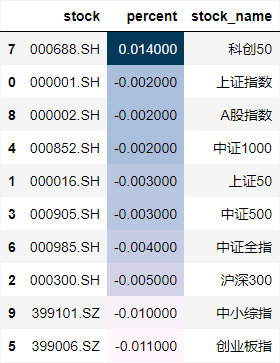 stock percent stock_name
7 000688.SH 0.014000 科创50
0 000001.SH -0.002000 上证指数
8 000002.SH -0.002000 A股指数
4 000852.SH -0.002000 中证1000
1 000016.SH -0.003000 上证50
3 000905.SH -0.003000 中证500
6 000985.SH -0.004000 中证全指
2 000300.SH -0.005000 沪深300
9 399101.SZ -0.010000 中小综指
5 399006.SZ -0.011000 创业板指